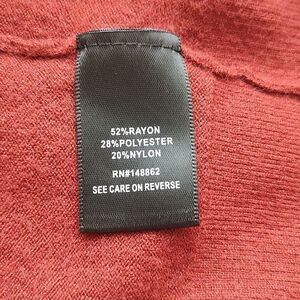 52%RAYON
28%POLYESTER
20%NYLON
RN#148862
SEE CARE ON REVERSE